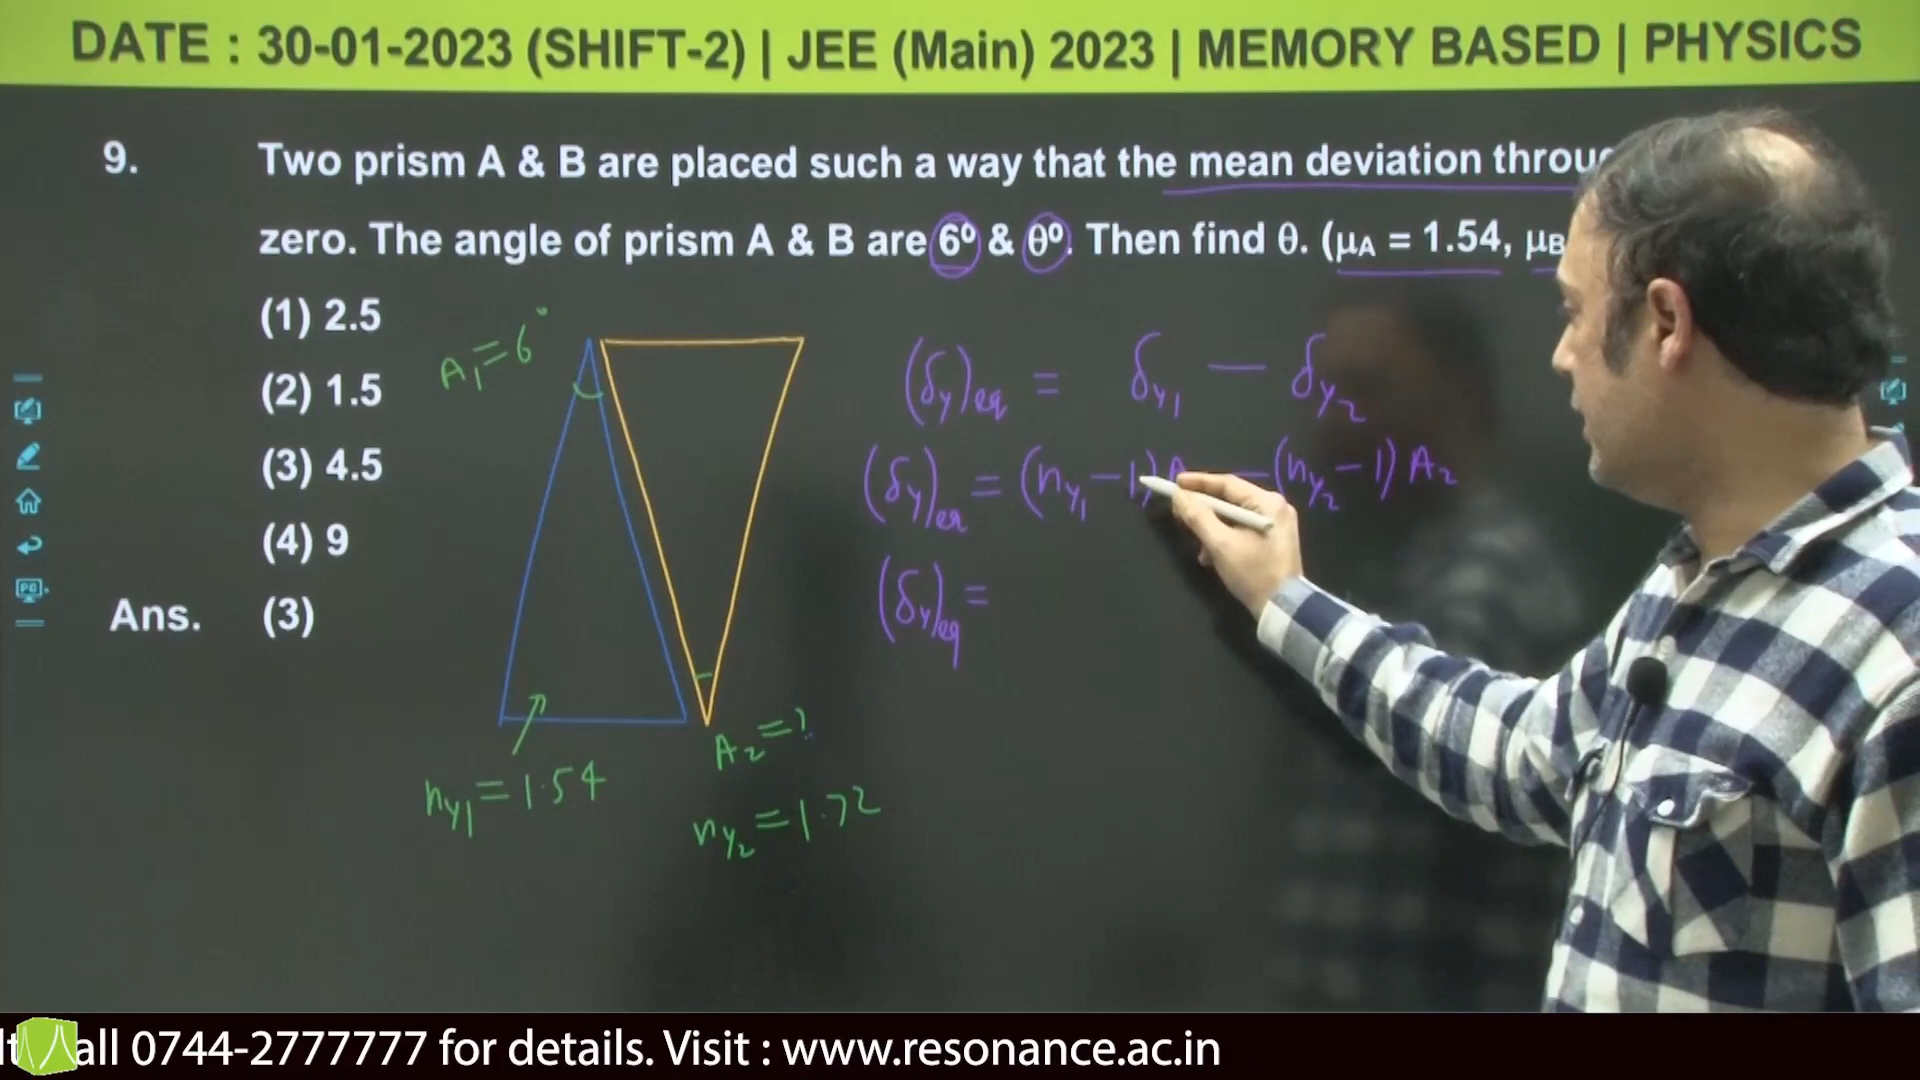 DATE : 30-01-2023 (SHIFT-2) | JEE (Main) 2023 | MEMORY BASED | PHYSICS
9. Two prism A & B are placed such a way that the mean deviation
zero. The angle of prism A & B are 6⁰ & θ⁰. Then find θ. (μA = 1.54, μB
(1) 2.5
(2) 1.5
(3) 4.5
(4) 9
Ans. (3)
A₁ = 6°
(δy)eq = δy₁ − δy₂
(δy)eq = (ny₁ − 1) − (ny₂ − 1) A₂
(δy)eq =
A₂ = ?
ny₁ = 1.54
ny₂ = 1.72
all 0744-2777777 for details. Visit : www.resonance.ac.in